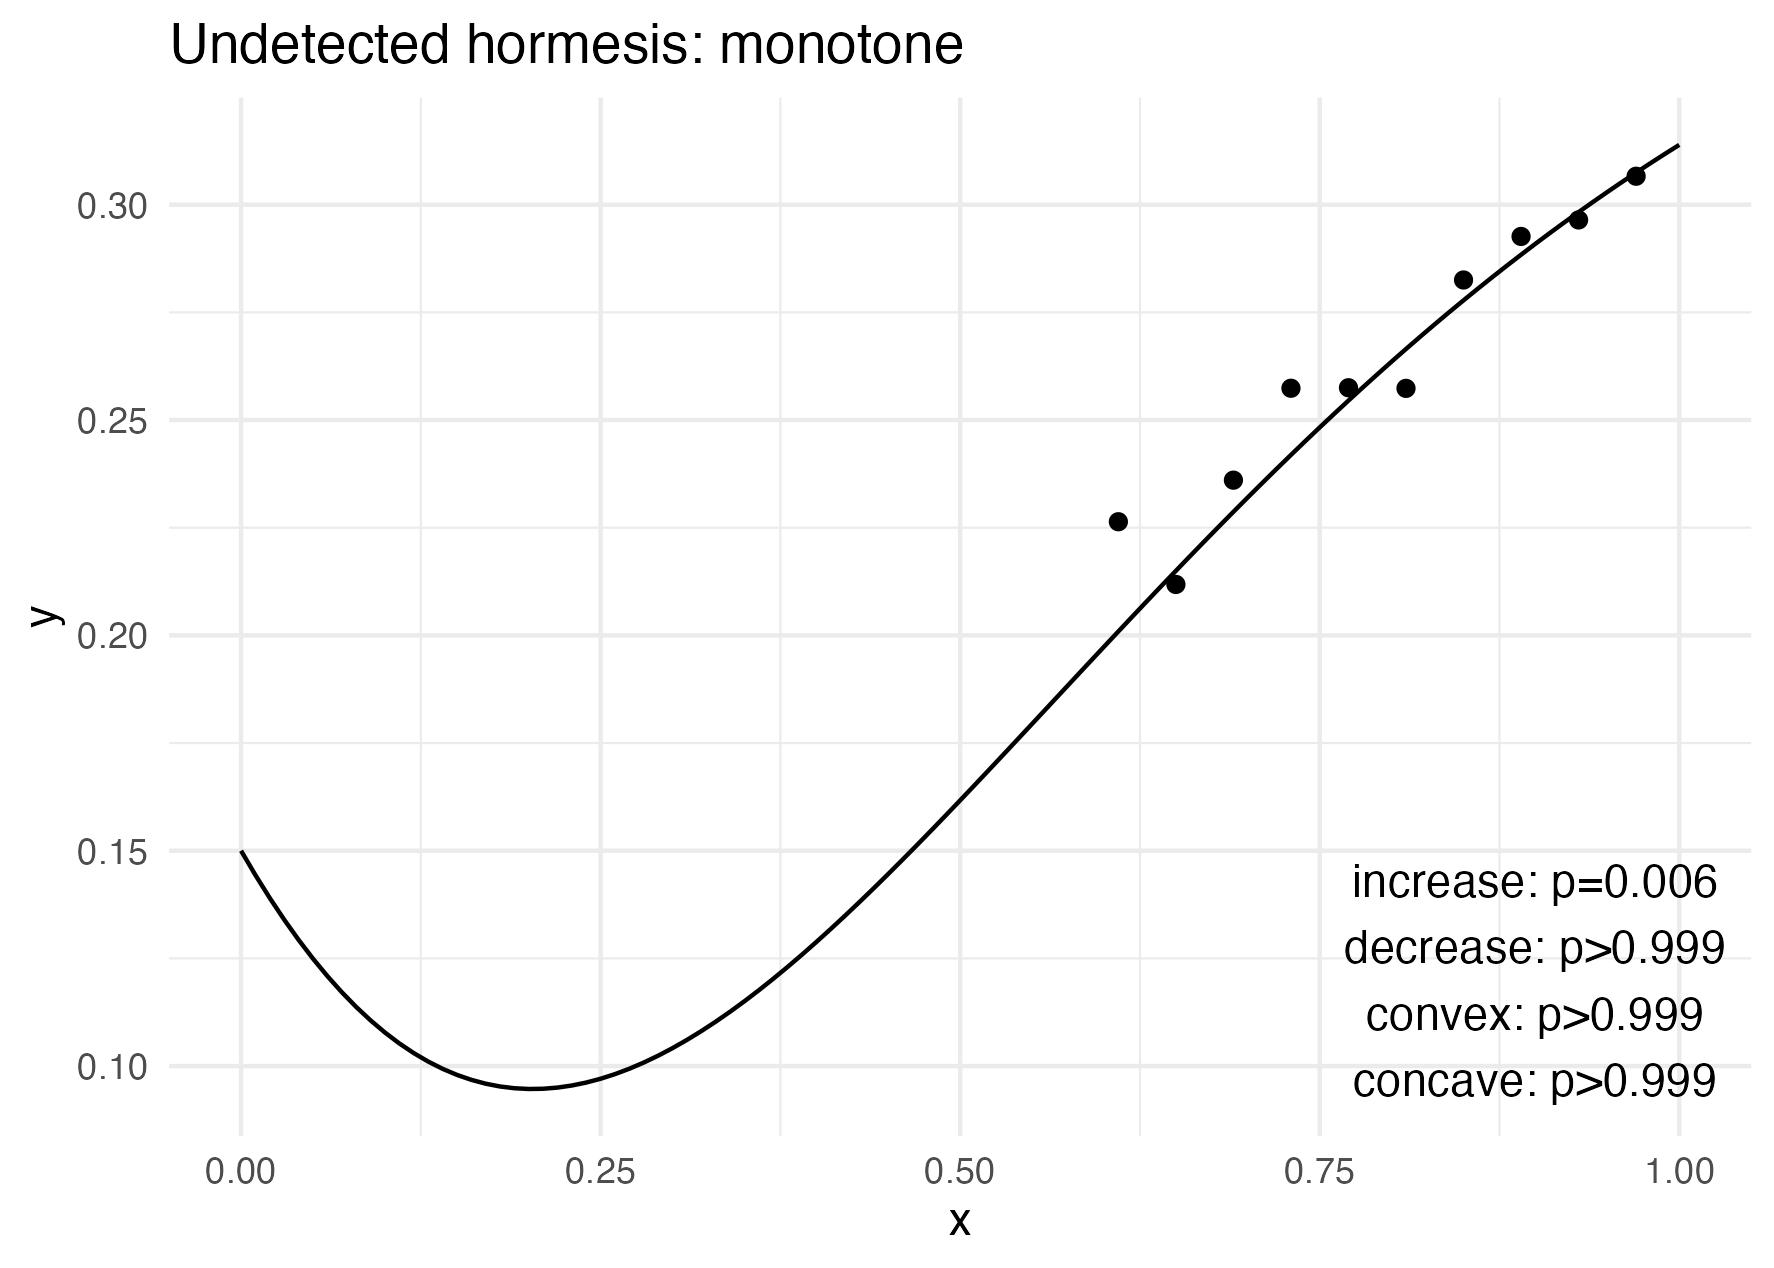 Undetected hormesis: monotone
0.30
0.25
0.20
0.15
0.10
y
increase: p=0.006
decrease: p>0.999
convex: p>0.999
concave: p>0.999
0.00 0.25 0.50 0.75 1.00
x